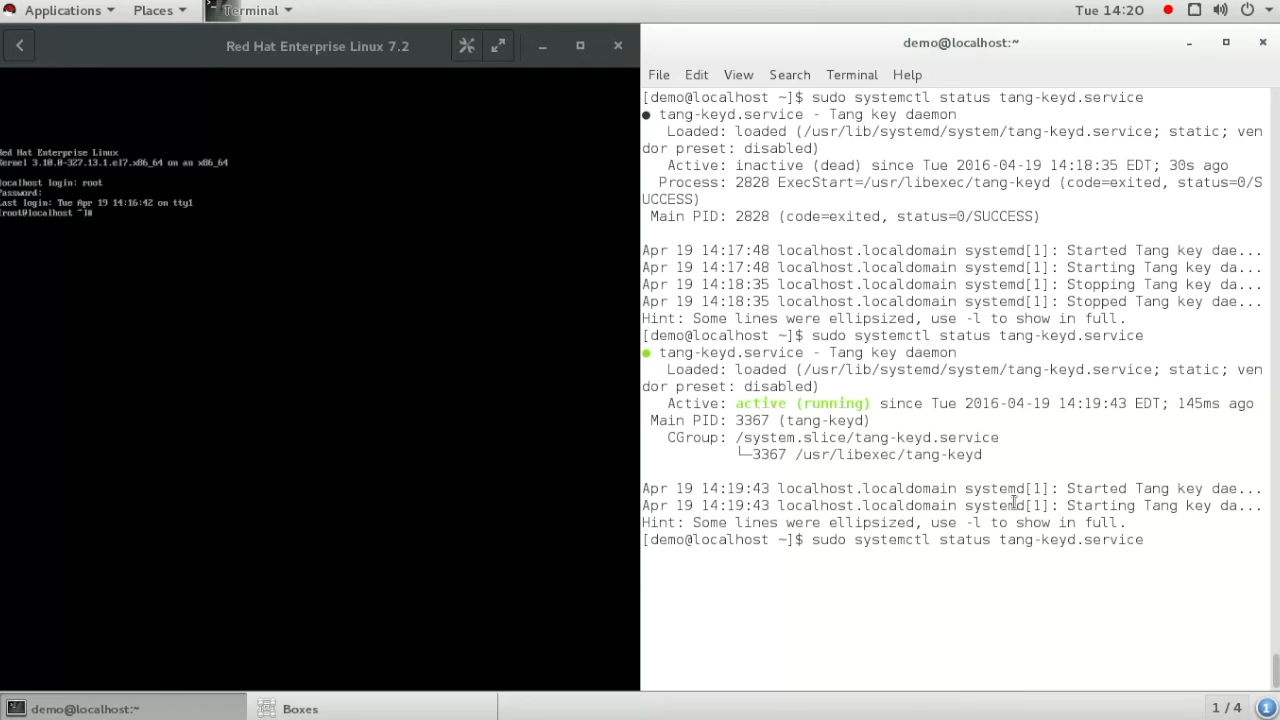 Applications Places Terminal Tue 14:20
Red Hat Enterprise Linux 7.2
Red Hat Enterprise Linux
Kernel 3.10.0-327.13.1.el7.x86_64 on an x86_64
localhost login: root
Password:
Last login: Tue Apr 19 14:16:42 on tty1
[root@localhost ~]#
demo@localhost:~
File Edit View Search Terminal Help
[demo@localhost ~]$ sudo systemctl status tang-keyd.service
● tang-keyd.service - Tang key daemon
Loaded: loaded (/usr/lib/systemd/system/tang-keyd.service; static; ven
dor preset: disabled)
Active: inactive (dead) since Tue 2016-04-19 14:18:35 EDT; 30s ago
Process: 2828 ExecStart=/usr/libexec/tang-keyd (code=exited, status=0/S
UCCESS)
Main PID: 2828 (code=exited, status=0/SUCCESS)
Apr 19 14:17:48 localhost.localdomain systemd[1]: Started Tang key dae...
Apr 19 14:17:48 localhost.localdomain systemd[1]: Starting Tang key da...
Apr 19 14:18:35 localhost.localdomain systemd[1]: Stopping Tang key da...
Apr 19 14:18:35 localhost.localdomain systemd[1]: Stopped Tang key dae...
Hint: Some lines were ellipsized, use -l to show in full.
[demo@localhost ~]$ sudo systemctl status tang-keyd.service
● tang-keyd.service - Tang key daemon
Loaded: loaded (/usr/lib/systemd/system/tang-keyd.service; static; ven
dor preset: disabled)
Active: active (running) since Tue 2016-04-19 14:19:43 EDT; 145ms ago
Main PID: 3367 (tang-keyd)
CGroup: /system.slice/tang-keyd.service
└─3367 /usr/libexec/tang-keyd
Apr 19 14:19:43 localhost.localdomain systemd[1]: Started Tang key dae...
Apr 19 14:19:43 localhost.localdomain systemd[1]: Starting Tang key da...
Hint: Some lines were ellipsized, use -l to show in full.
[demo@localhost ~]$ sudo systemctl status tang-keyd.service
demo@localhost:~ Boxes 1 / 4 1